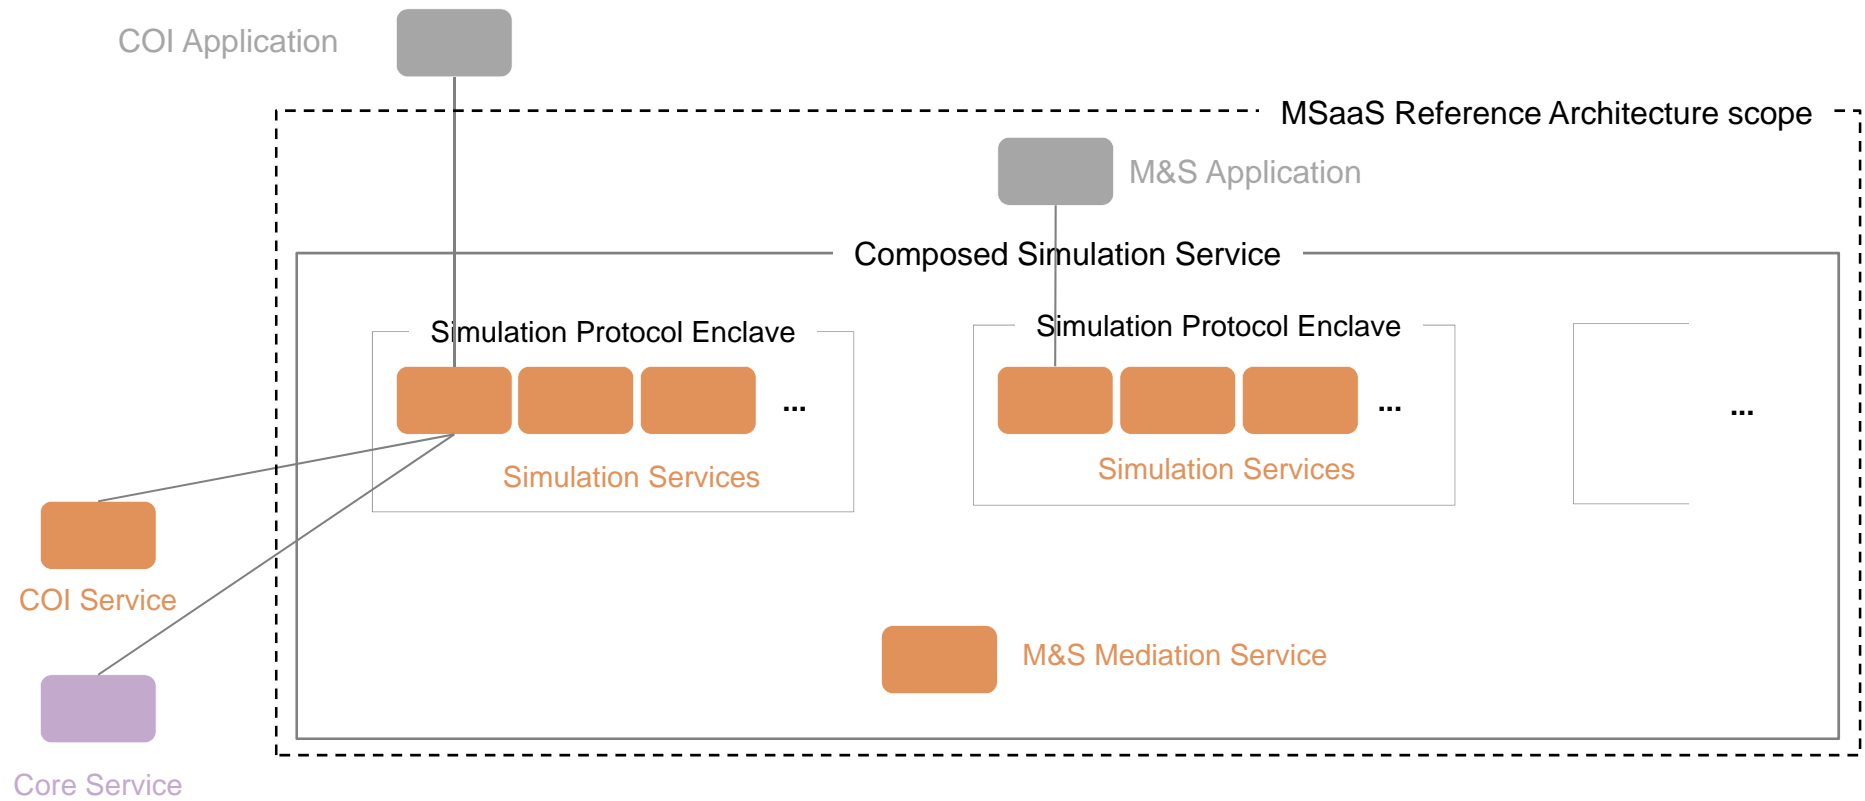 COI Application
MSaaS Reference Architecture scope
M&S Application
Composed Simulation Service
Simulation Protocol Enclave
Simulation Protocol Enclave
...
...
...
Simulation Services
Simulation Services
COI Service
M&S Mediation Service
Core Service